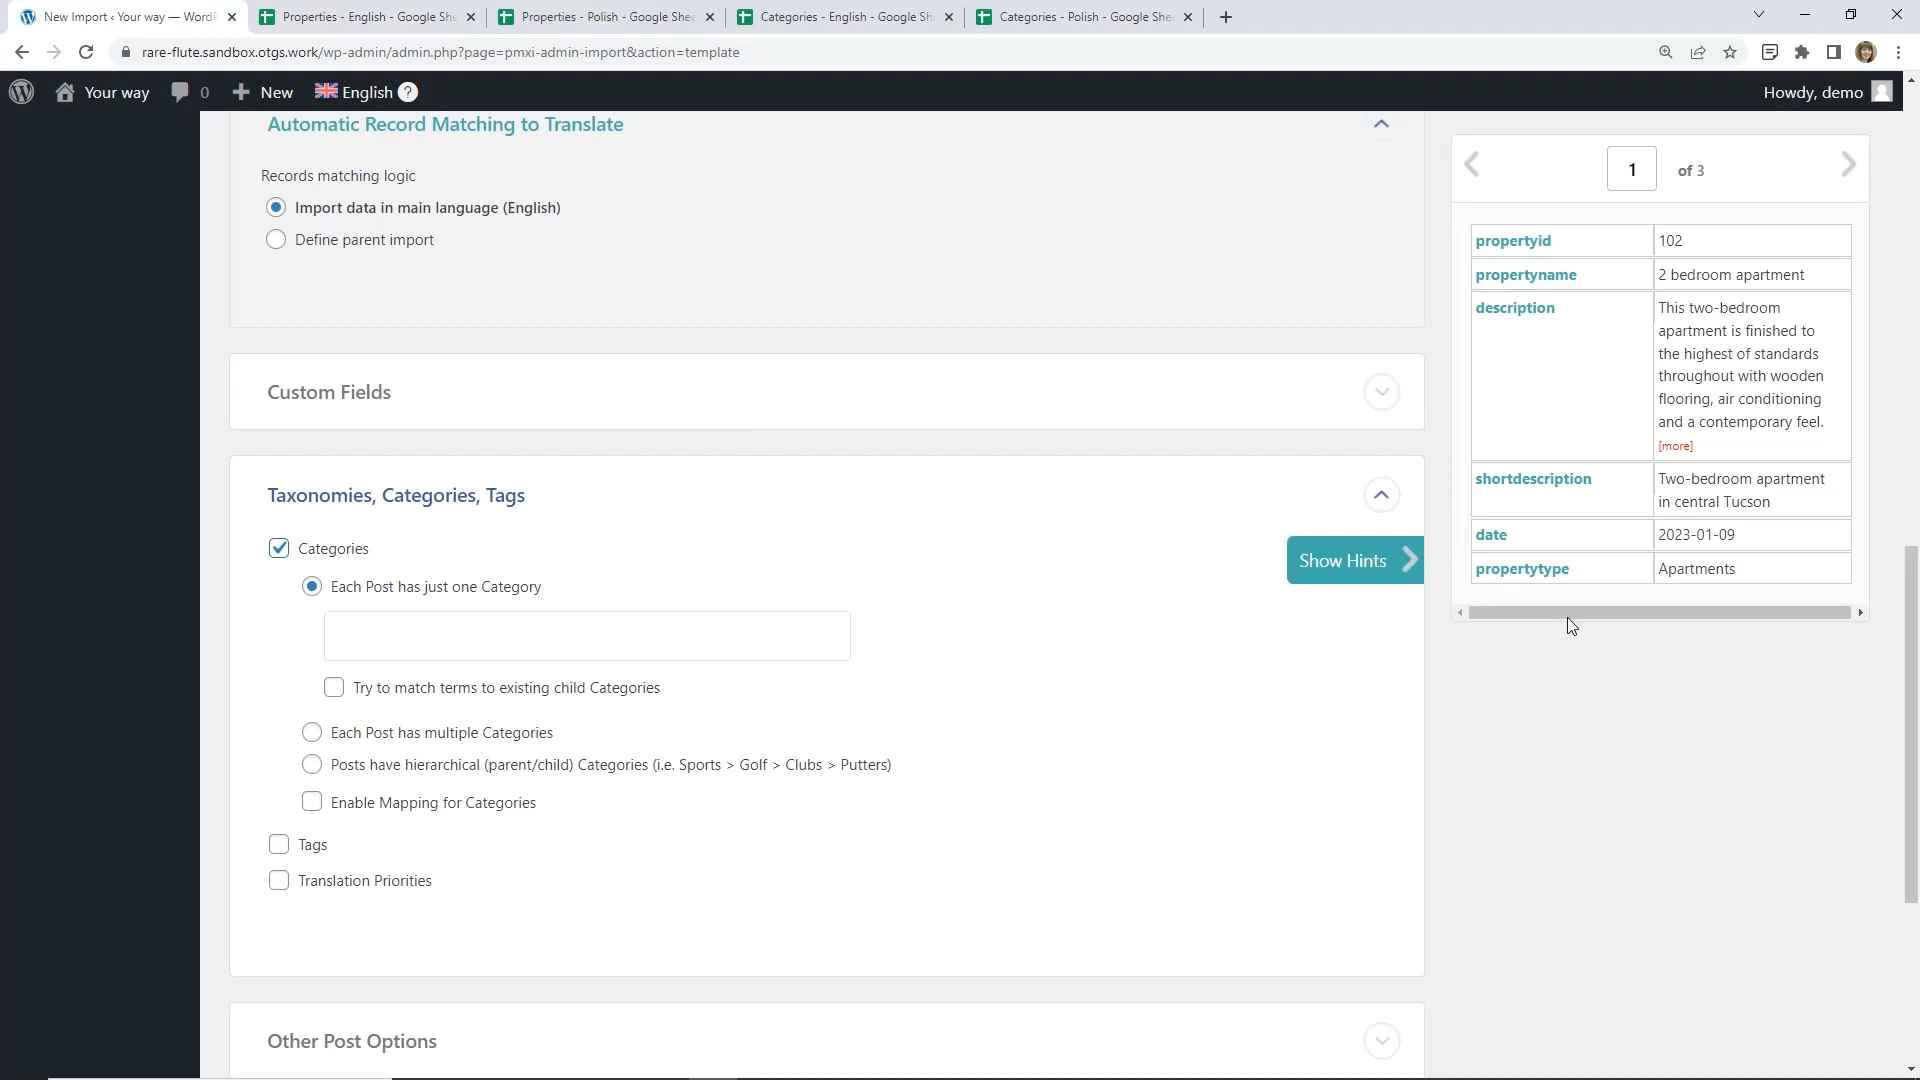 New Import ‹ Your way — WordP
Properties - English - Google She
Properties - Polish - Google Shee
Categories - English - Google Sh
Categories - Polish - Google Shee
rare-flute.sandbox.otgs.work/wp-admin/admin.php?page=pmxi-admin-import&action=template
Your way
0
New
English
?
Howdy, demo
Automatic Record Matching to Translate
Records matching logic
Import data in main language (English)
Define parent import
Custom Fields
Taxonomies, Categories, Tags
Categories
Each Post has just one Category
Show Hints
Try to match terms to existing child Categories
Each Post has multiple Categories
Posts have hierarchical (parent/child) Categories (i.e. Sports > Golf > Clubs > Putters)
Enable Mapping for Categories
Tags
Translation Priorities
Other Post Options
1 of 3
propertyid 102
propertyname 2 bedroom apartment
description This two-bedroom
apartment is finished to
the highest of standards
throughout with wooden
flooring, air conditioning
and a contemporary feel.
[more]
shortdescription Two-bedroom apartment
in central Tucson
date 2023-01-09
propertytype Apartments